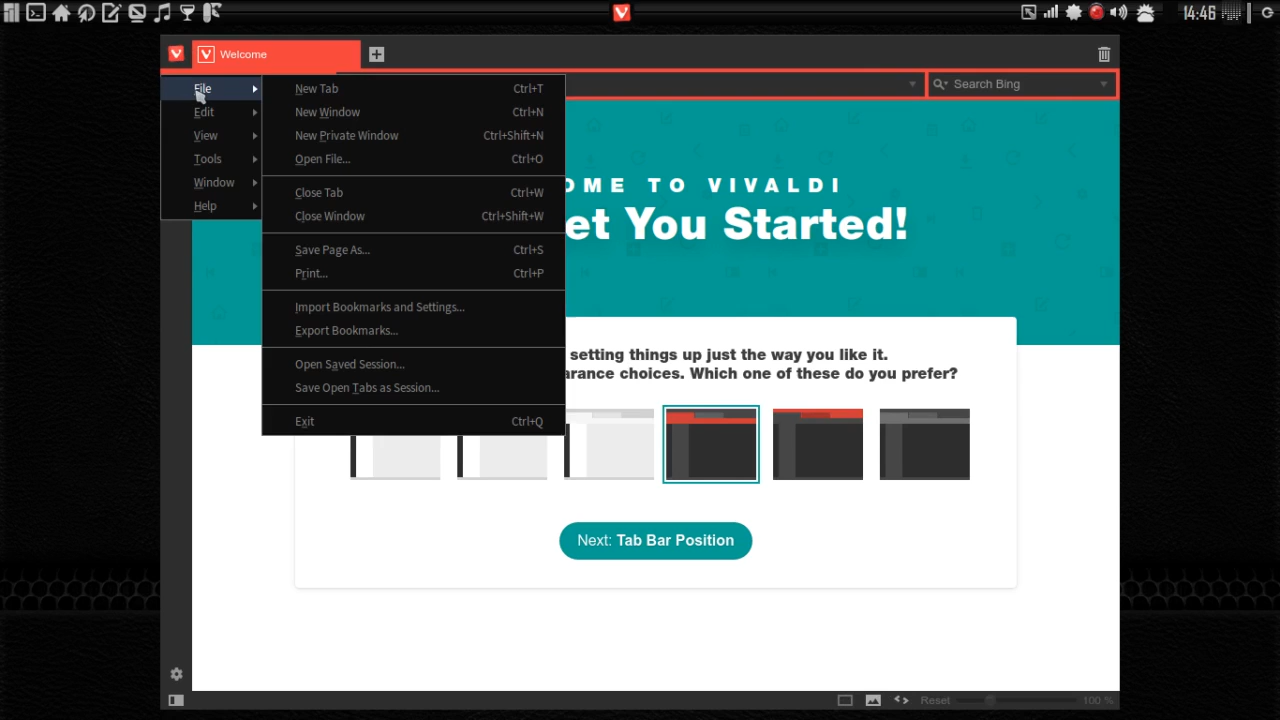 14:46
Welcome
Search Bing
File
Edit
View
Tools
Window
Help
New Tab Ctrl+T
New Window Ctrl+N
New Private Window Ctrl+Shift+N
Open File... Ctrl+O
Close Tab Ctrl+W
Close Window Ctrl+Shift+W
Save Page As... Ctrl+S
Print... Ctrl+P
Import Bookmarks and Settings...
Export Bookmarks...
Open Saved Session...
Save Open Tabs as Session...
Exit Ctrl+Q
OME TO VIVALDI
et You Started!
setting things up just the way you like it.
arance choices. Which one of these do you prefer?
Next: Tab Bar Position
Reset 100 %